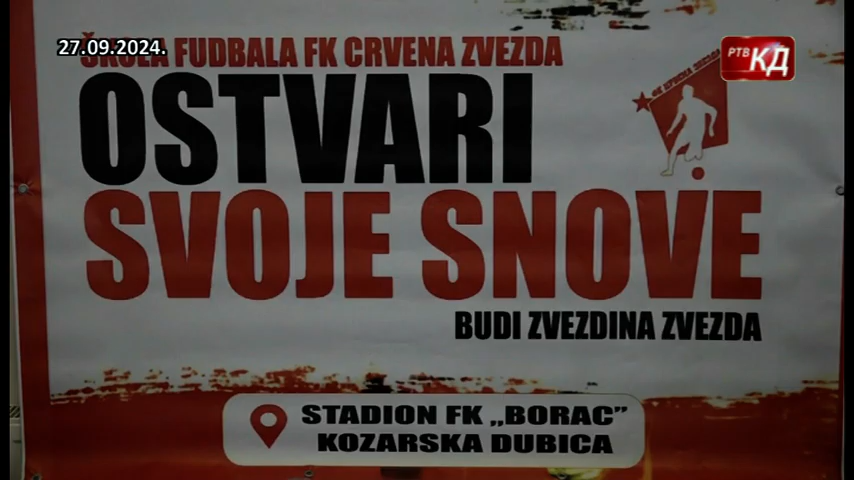 27.09.2024.
ŠKOLA FUDBALA FK CRVENA ZVEZDA
РТВ КД
OSTVARI
SVOJE SNOVE
BUDI ZVEZDINA ZVEZDA
STADION FK „BORAC”
KOZARSKA DUBICA